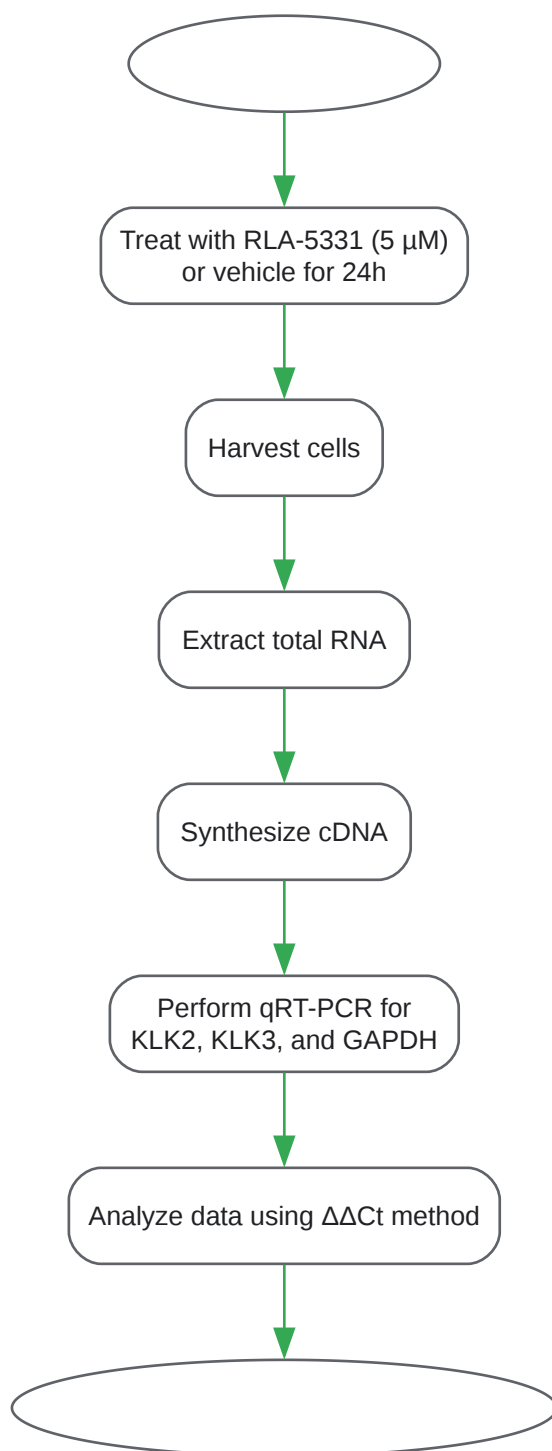 Treat with RLA-5331 (5 µM)
or vehicle for 24h
Harvest cells
Extract total RNA
Synthesize cDNA
Perform qRT-PCR for
KLK2, KLK3, and GAPDH
Analyze data using ΔΔCt method